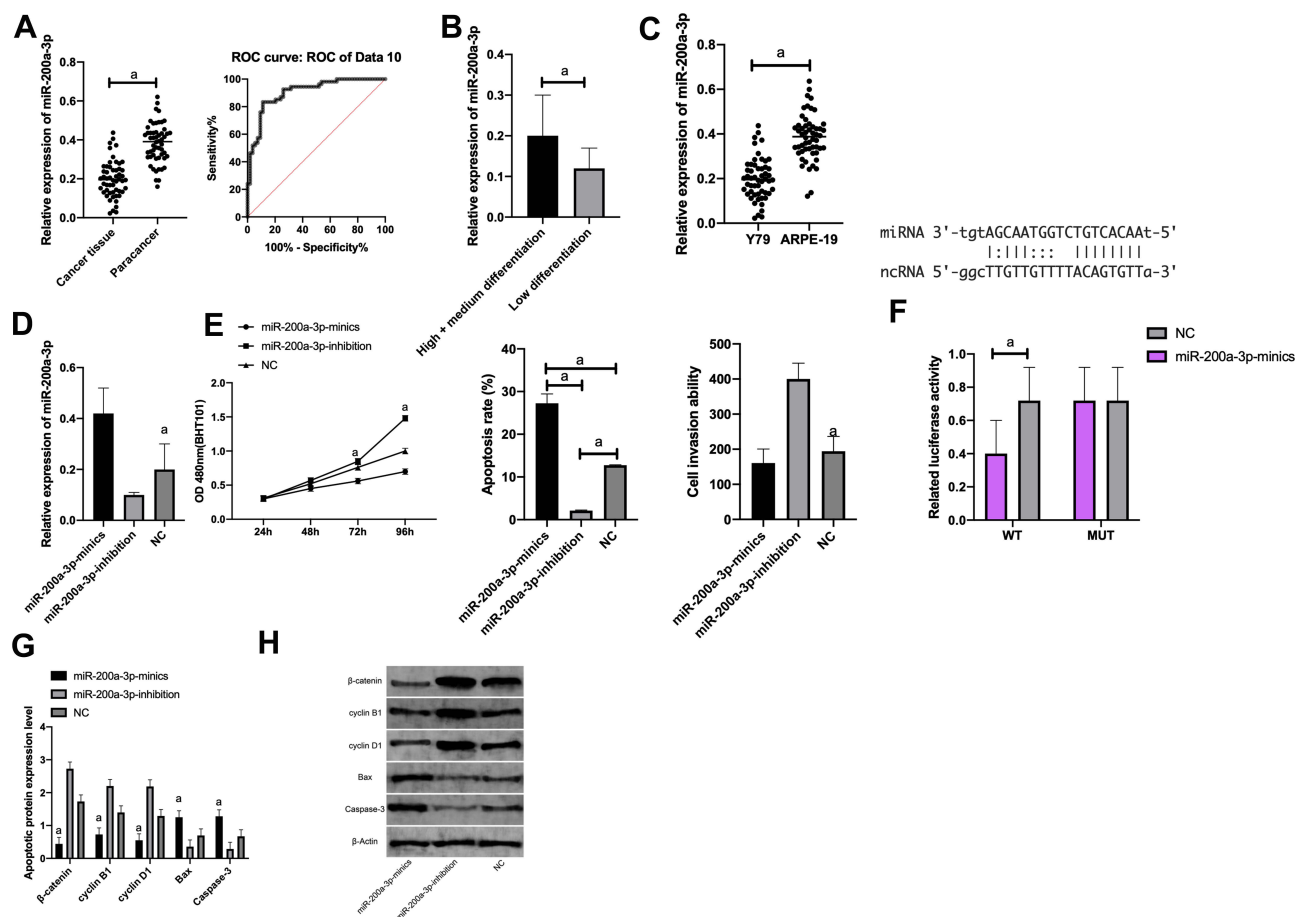 A
Relative expression of miR-200a-3p
0.8
0.6
0.4
0.2
0.0
a
Cancer tissue
Paracancer
ROC curve: ROC of Data 10
Sensitivity%
100
80
60
40
20
0
0 20 40 60 80 100
100% - Specificity%
B
Relative expression of miR-200a-3p
0.4
0.3
0.2
0.1
0.0
a
High + medium differentiation
Low differentiation
C
Relative expression of miR-200a-3p
0.8
0.6
0.4
0.2
0.0
a
Y79 ARPE-19
miRNA 3'-tgtAGCAATGGTCTGTCACAAt-5'
|:|||::: ||||||||
ncRNA 5'-ggcTTGTTGTTTTACAGTGTTa-3'
D
Relative expression of miR-200a-3p
0.6
0.4
0.2
0.0
a
miR-200a-3p-minics
miR-200a-3p-inhibition
NC
E
miR-200a-3p-minics
miR-200a-3p-inhibition
NC
OD 480nm(BHT101)
2.0
1.5
1.0
0.5
0.0
a
a
24h 48h 72h 96h
Apoptosis rate (%)
40
30
20
10
0
a
a
a
miR-200a-3p-minics
miR-200a-3p-inhibition
NC
Cell invasion ability
500
400
300
200
100
0
a
miR-200a-3p-minics
miR-200a-3p-inhibition
NC
F
NC
miR-200a-3p-minics
Related luciferase activity
1.0
0.8
0.6
0.4
0.2
0.0
a
WT MUT
G
miR-200a-3p-minics
miR-200a-3p-inhibition
NC
Apoptotic protein expression level
4
3
2
1
0
a
a
a
a
a
β-catenin
cyclin B1
cyclin D1
Bax
Caspase-3
H
β-catenin
cyclin B1
cyclin D1
Bax
Caspase-3
β-Actin
miR-200a-3p-minics
miR-200a-3p-inhibition
NC